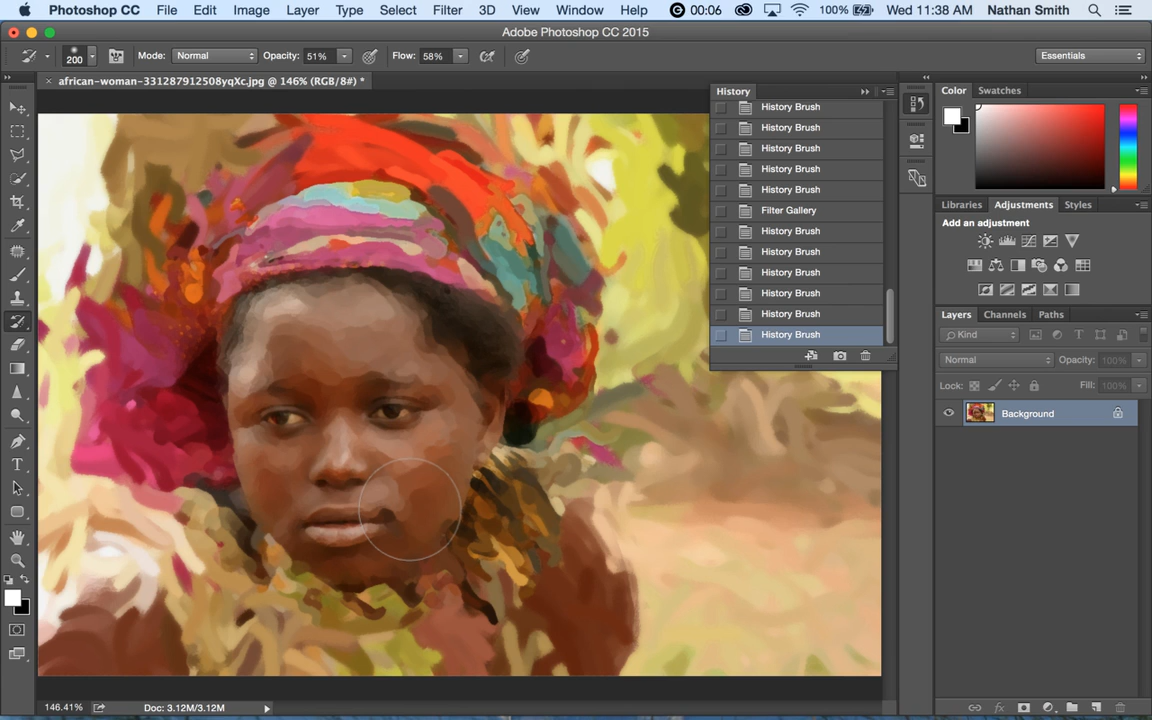 Photoshop CC File Edit Image Layer Type Select Filter 3D View Window Help 00:06 100% Wed 11:38 AM Nathan Smith
Adobe Photoshop CC 2015
200 Mode: Normal Opacity: 51% Flow: 58% Essentials
african-woman-331287912508yqXc.jpg @ 146% (RGB/8#) *
History
History Brush
History Brush
History Brush
History Brush
History Brush
Filter Gallery
History Brush
History Brush
History Brush
History Brush
History Brush
History Brush
Color Swatches
Libraries Adjustments Styles
Add an adjustment
Layers Channels Paths
Kind
Normal Opacity: 100%
Lock: Fill: 100%
Background
146.41% Doc: 3.12M/3.12M